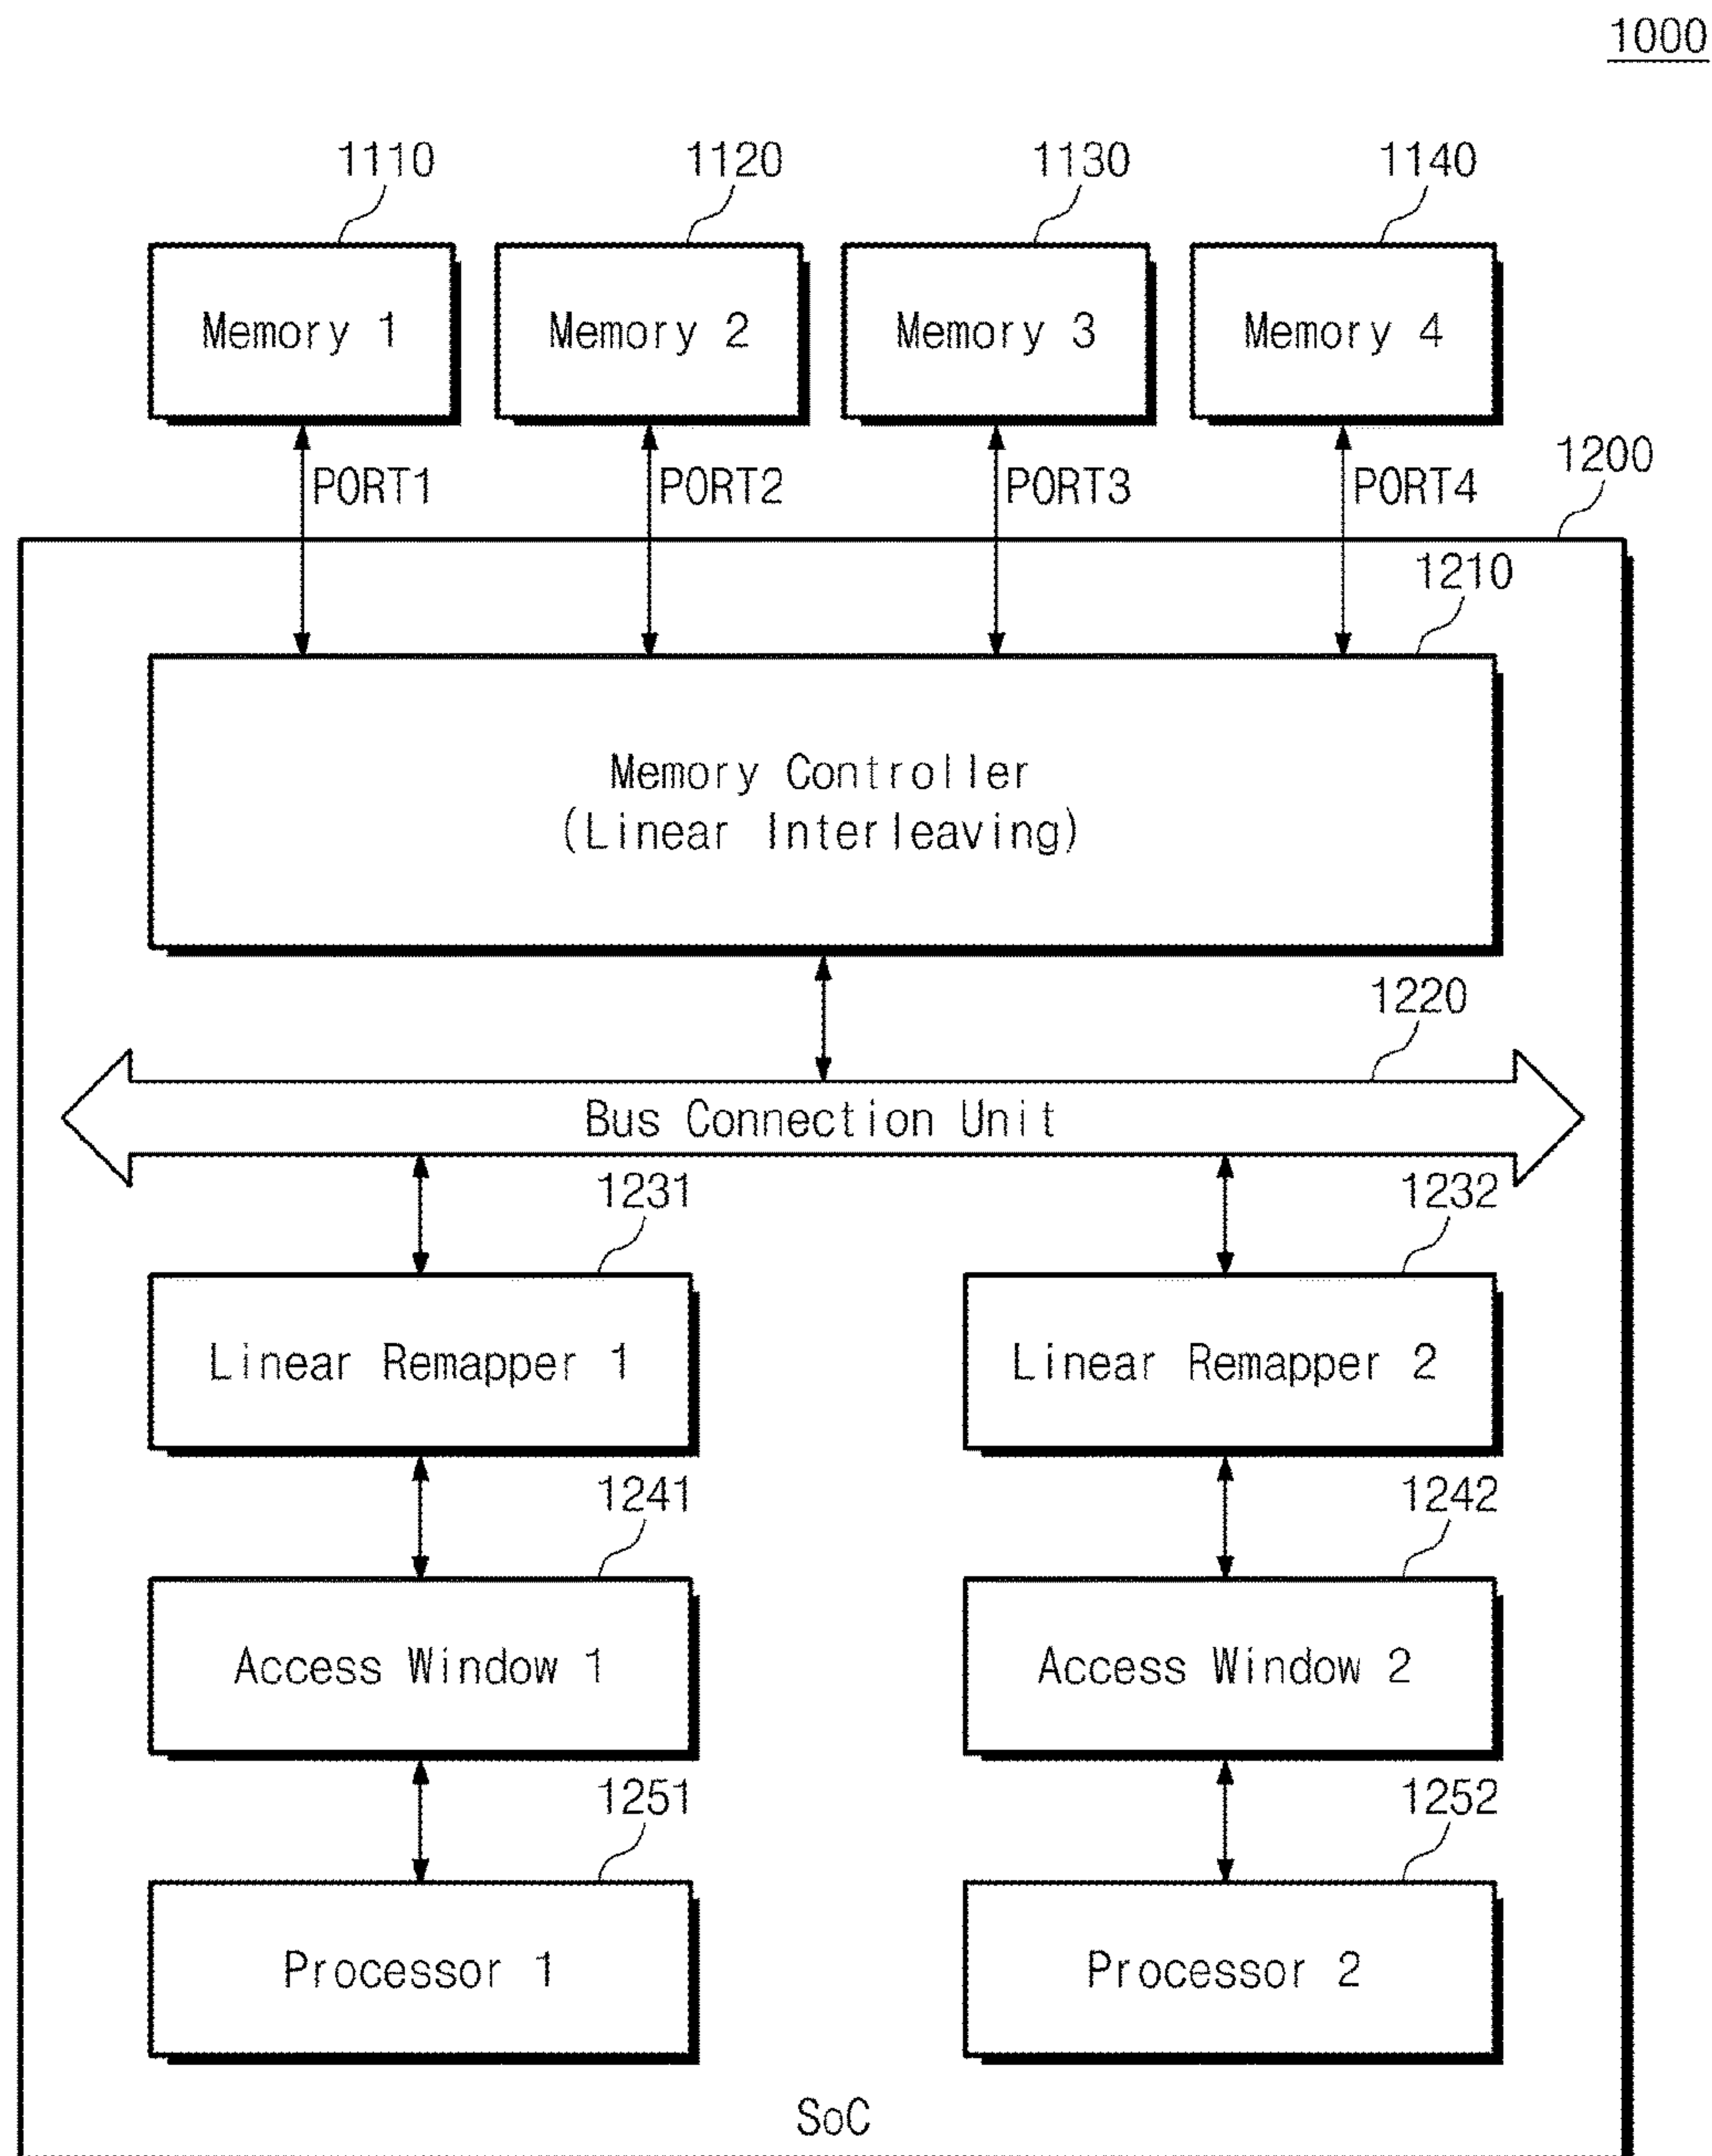 1000
1110
1120
1130
1140
Memory 1
Memory 2
Memory 3
Memory 4
PORT1
PORT2
PORT3
PORT4
1200
1210
Memory Controller
(Linear Interleaving)
1220
Bus Connection Unit
1231
1232
Linear Remapper 1
Linear Remapper 2
1241
1242
Access Window 1
Access Window 2
1251
1252
Processor 1
Processor 2
SoC